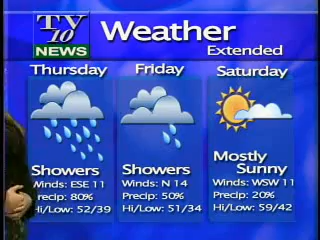 TV
10
NEWS
Weather
Extended
Thursday
Showers
Winds: ESE 11
Precip: 80%
Hi/Low: 52/39
Friday
Showers
Winds: N 14
Precip: 50%
Hi/Low: 51/34
Saturday
Mostly
Sunny
Winds: WSW 11
Precip: 20%
Hi/Low: 59/42